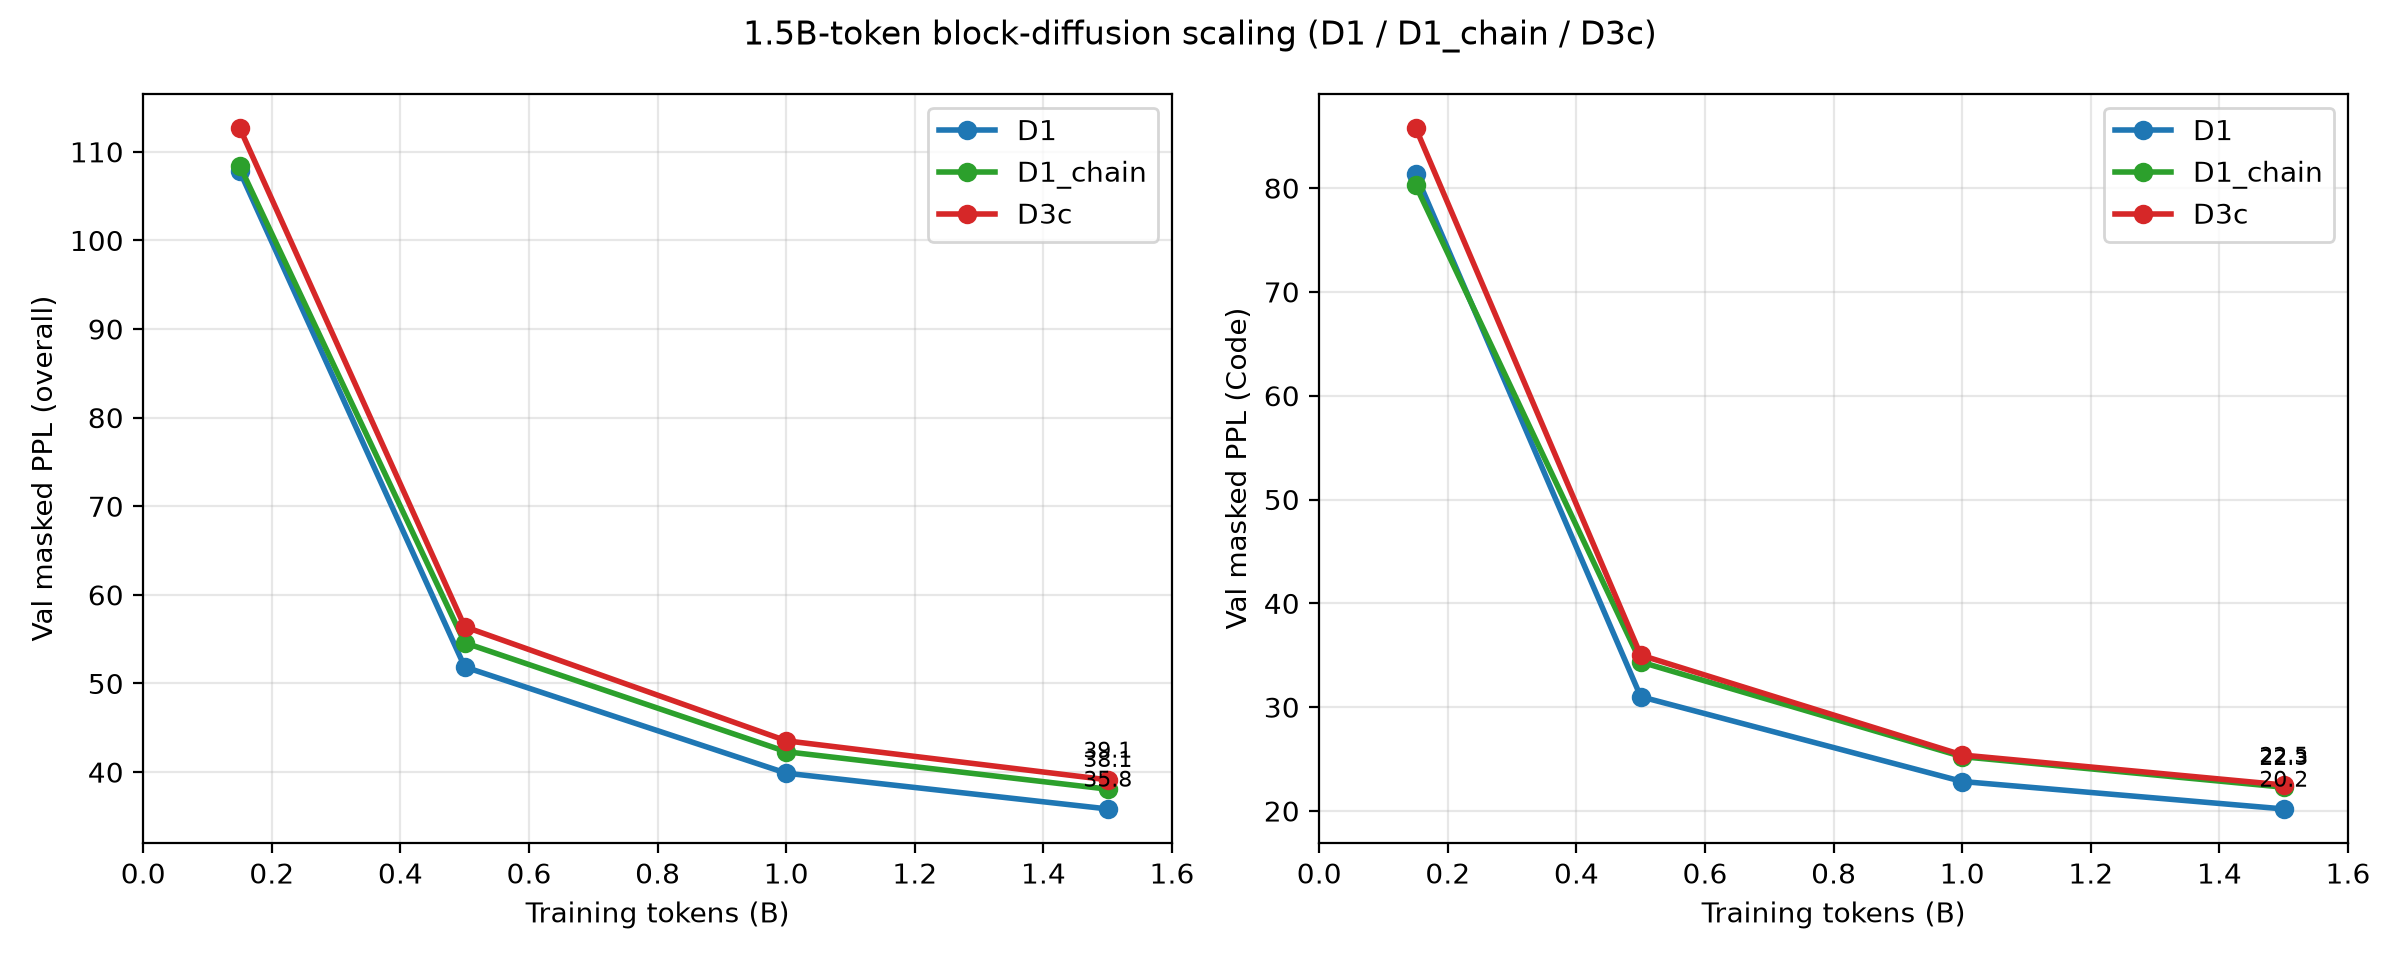 1.5B-token block-diffusion scaling (D1 / D1_chain / D3c)
Val masked PPL (overall)
110
100
90
80
70
60
50
40
D1
D1_chain
D3c
39.1
38.1
35.8
0.0 0.2 0.4 0.6 0.8 1.0 1.2 1.4 1.6
Training tokens (B)
Val masked PPL (Code)
80
70
60
50
40
30
20
D1
D1_chain
D3c
22.5
22.3
20.2
0.0 0.2 0.4 0.6 0.8 1.0 1.2 1.4 1.6
Training tokens (B)